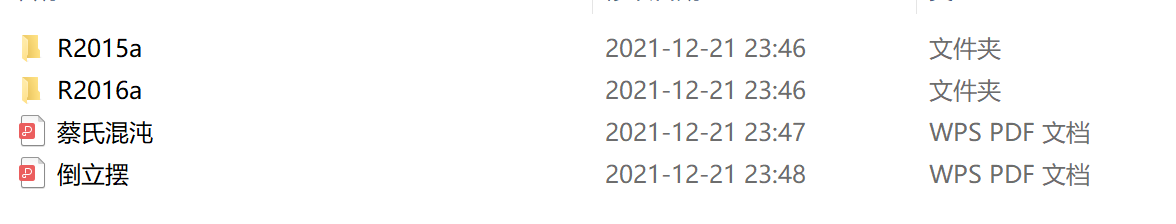 R2015a 2021-12-21 23:46 文件夹
R2016a 2021-12-21 23:46 文件夹
蔡氏混沌 2021-12-21 23:47 WPS PDF 文档
倒立摆 2021-12-21 23:48 WPS PDF 文档